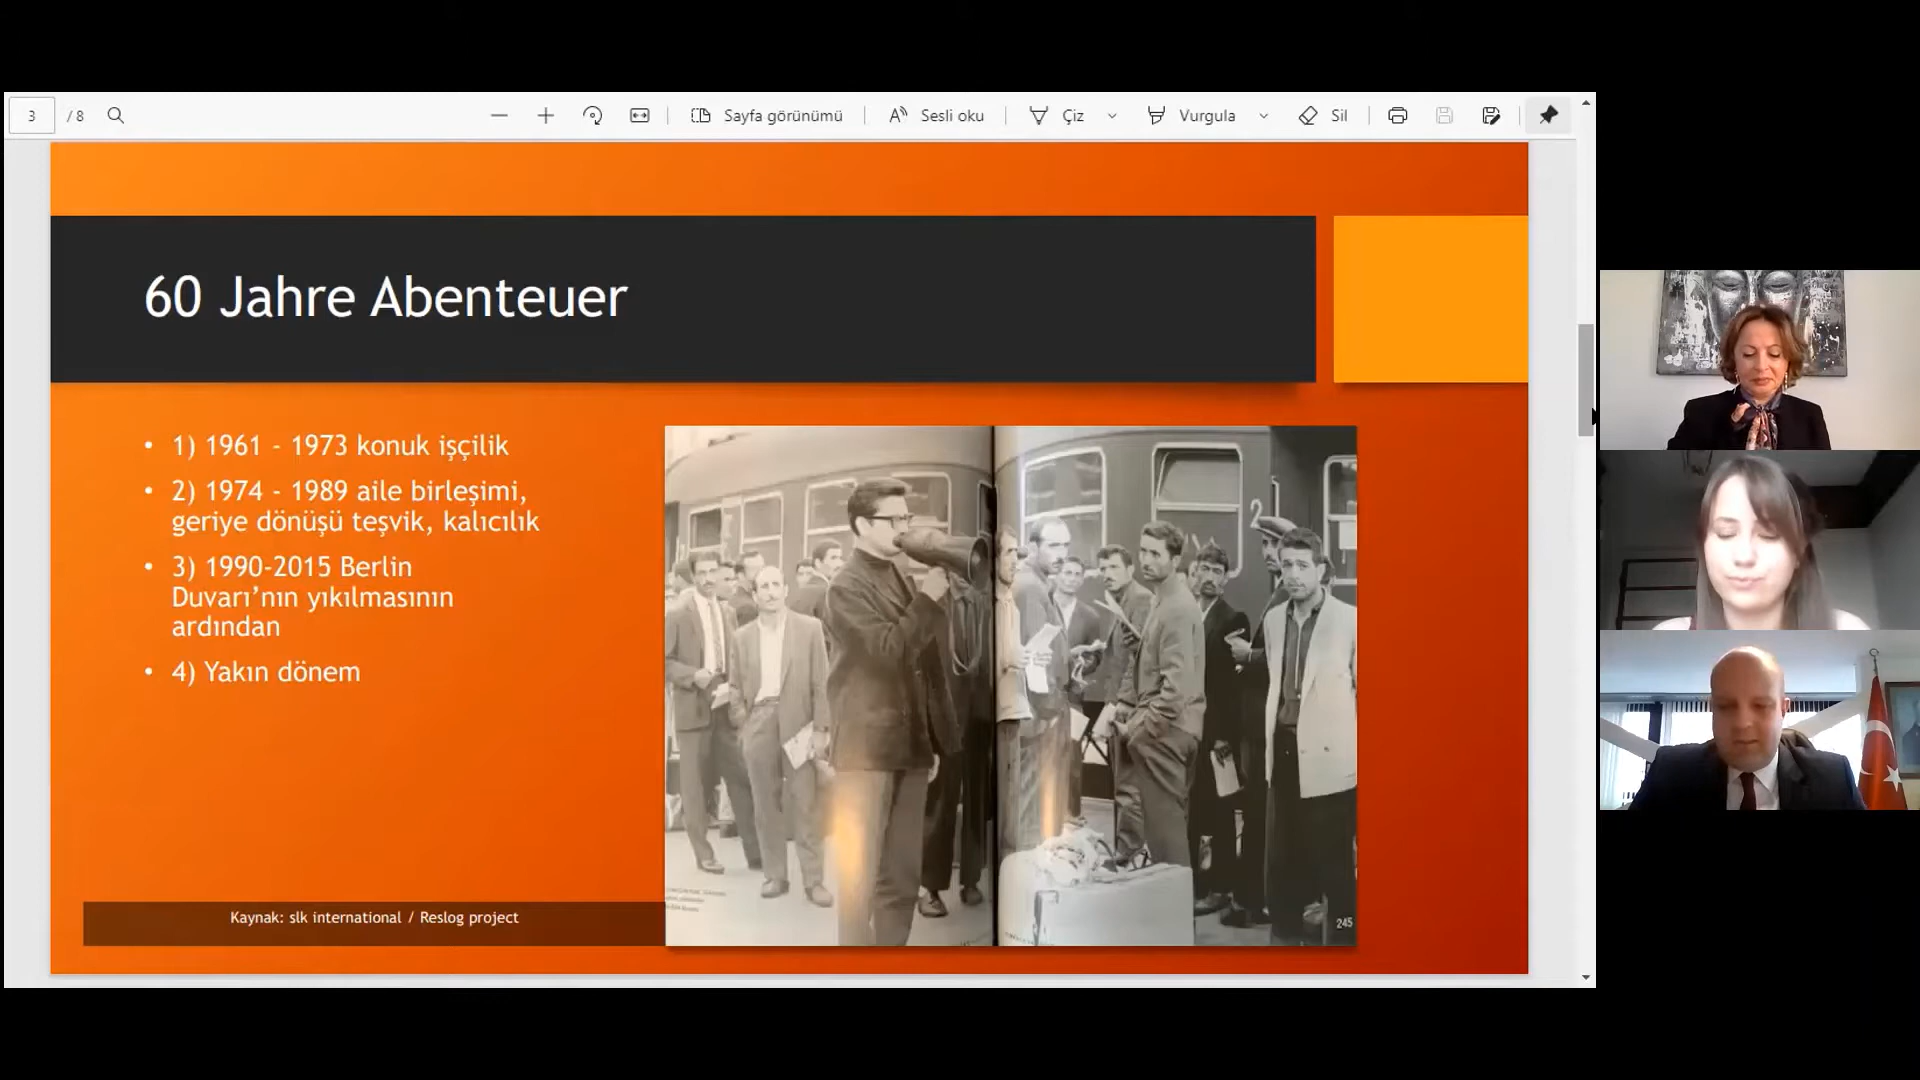 3 / 8 Sayfa görünümü Sesli oku Çiz Vurgula Sil
60 Jahre Abenteuer
• 1) 1961 - 1973 konuk işçilik
• 2) 1974 - 1989 aile birleşimi,
geriye dönüşü teşvik, kalıcılık
• 3) 1990-2015 Berlin
Duvarı’nın yıkılmasının
ardından
• 4) Yakın dönem
2
245
Kaynak: slk international / Reslog project